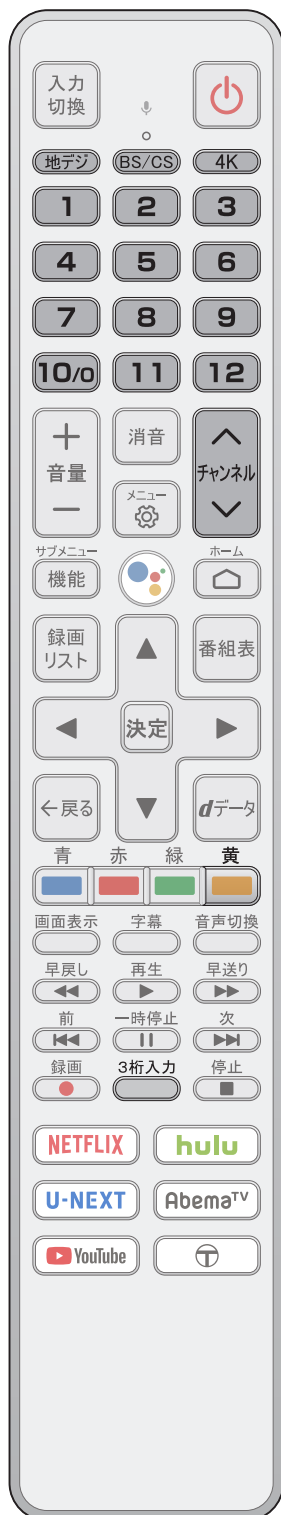 入力
切換
地デジ BS/CS 4K
1 2 3
4 5 6
7 8 9
10/0 11 12
＋
音量
－
消音
チャンネル
メニュー
サブメニュー
機能
ホーム
録画
リスト
番組表
決定
←戻る
dデータ
青 赤 緑 黄
画面表示 字幕 音声切換
早戻し 再生 早送り
前 一時停止 次
録画 3桁入力 停止
NETFLIX hulu
U-NEXT AbemaTV
YouTube T